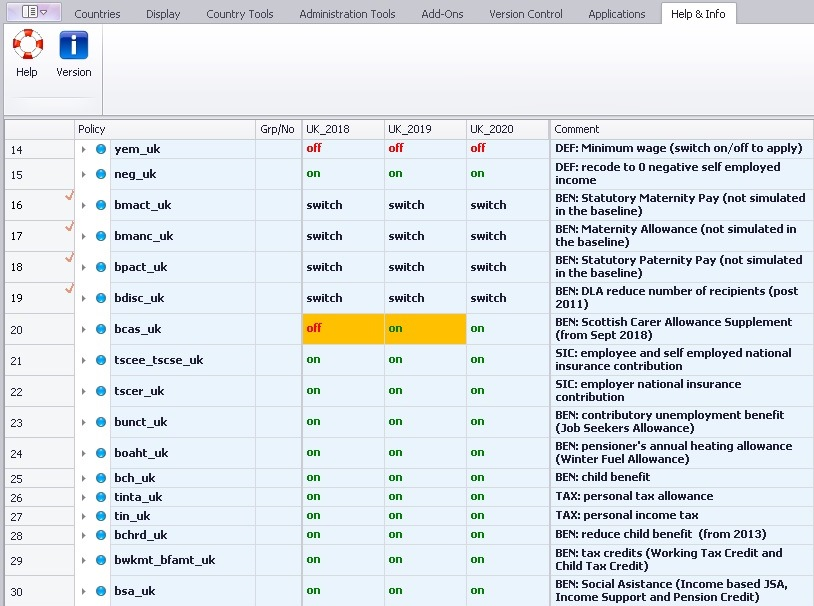 Countries Display Country Tools Administration Tools Add-Ons Version Control Applications Help & Info
Help Version
Policy Grp/No UK_2018 UK_2019 UK_2020 Comment
14 yem_uk off off off DEF: Minimum wage (switch on/off to apply)
15 neg_uk on on on DEF: recode to 0 negative self employed
income
16 bmact_uk switch switch switch BEN: Statutory Maternity Pay (not simulated
in the baseline)
17 bmanc_uk switch switch switch BEN: Maternity Allowance (not simulated in
the baseline)
18 bpact_uk switch switch switch BEN: Statutory Paternity Pay (not simulated
in the baseline)
19 bdisc_uk switch switch switch BEN: DLA reduce number of recipients (post
2011)
20 bcas_uk off on on BEN: Scottish Carer Allowance Supplement
(from Sept 2018)
21 tscee_tscse_uk on on on SIC: employee and self employed national
insurance contribution
22 tscer_uk on on on SIC: employer national insurance
contribution
23 bunct_uk on on on BEN: contributory unemployment benefit
(Job Seekers Allowance)
24 boaht_uk on on on BEN: pensioner's annual heating allowance
(Winter Fuel Allowance)
25 bch_uk on on on BEN: child benefit
26 tinta_uk on on on TAX: personal tax allowance
27 tin_uk on on on TAX: personal income tax
28 bchrd_uk on on on BEN: reduce child benefit (from 2013)
29 bwkmt_bfamt_uk on on on BEN: tax credits (Working Tax Credit and
Child Tax Credit)
30 bsa_uk on on on BEN: Social Asistance (Income based JSA,
Income Support and Pension Credit)